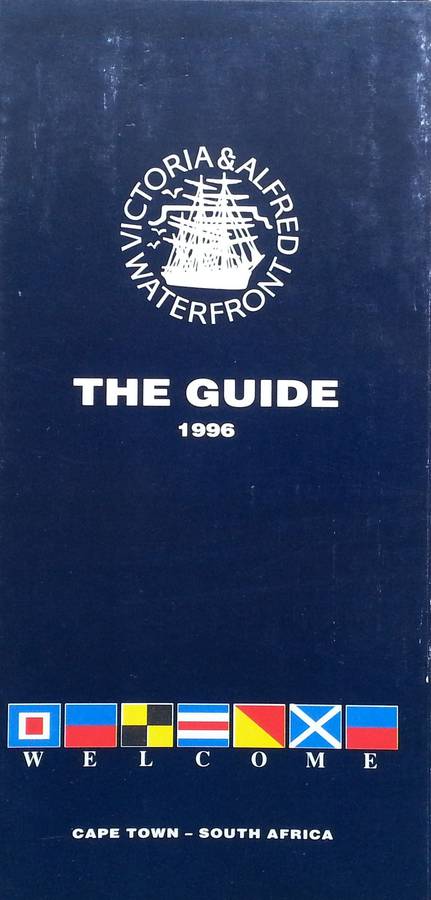 VICTORIA & ALFRED
WATERFRONT
THE GUIDE
1996
W E L C O M E
CAPE TOWN – SOUTH AFRICA